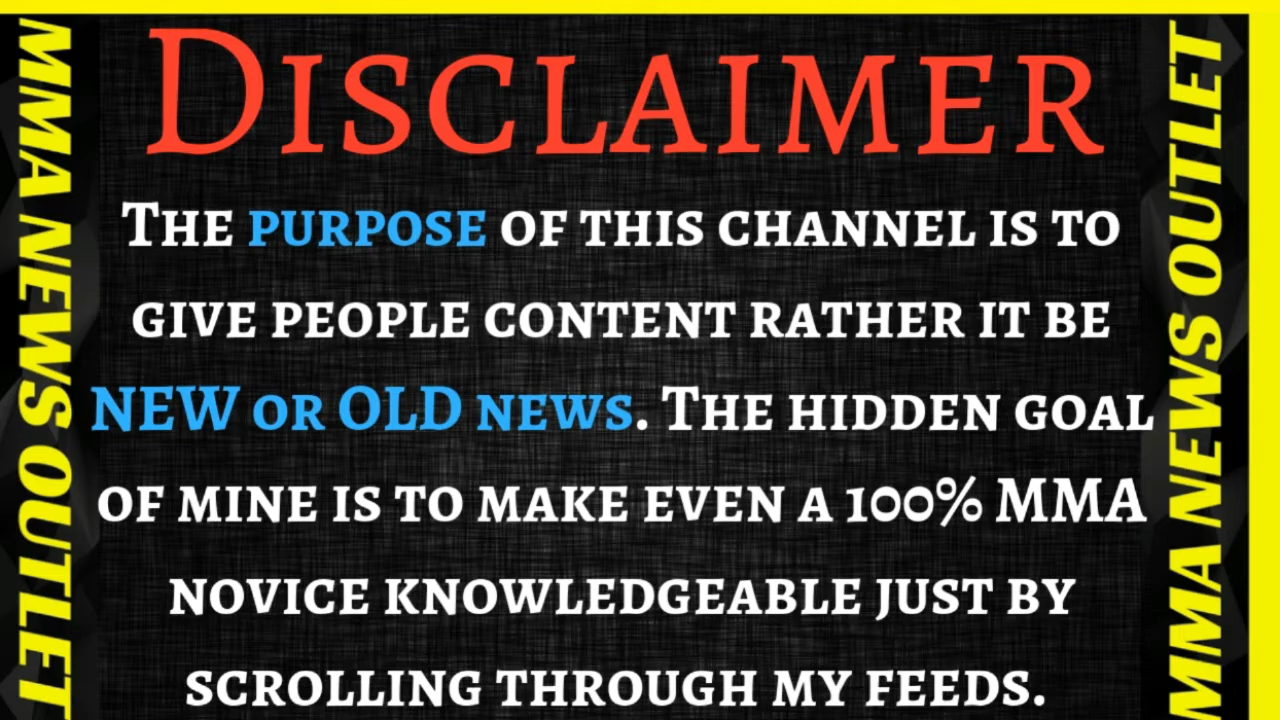 Disclaimer
The purpose of this channel is to
give people content rather it be
NEW or OLD news. The hidden goal
of mine is to make even a 100% MMA
novice knowledgeable just by
scrolling through my feeds.
MMA NEWS OUTLET
MMA NEWS OUTLET